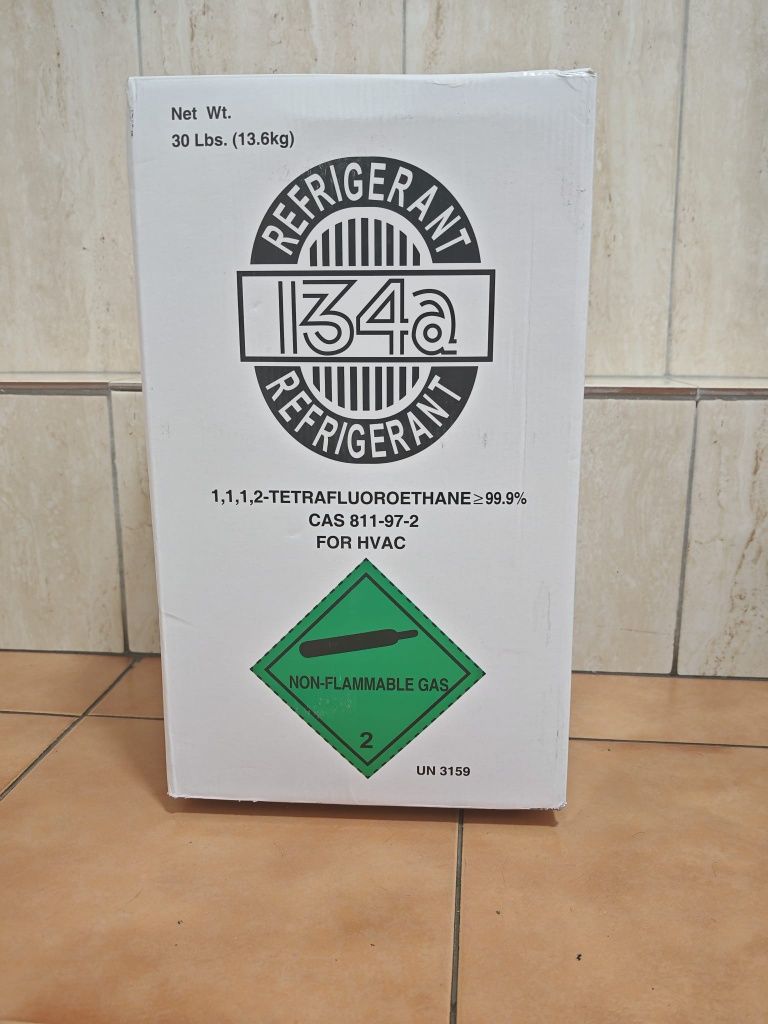 Net Wt.
30 Lbs. (13.6kg)
REFRIGERANT
134a
REFRIGERANT
1,1,1,2-TETRAFLUOROETHANE≥99.9%
CAS 811-97-2
FOR HVAC
NON-FLAMMABLE GAS
2
UN 3159